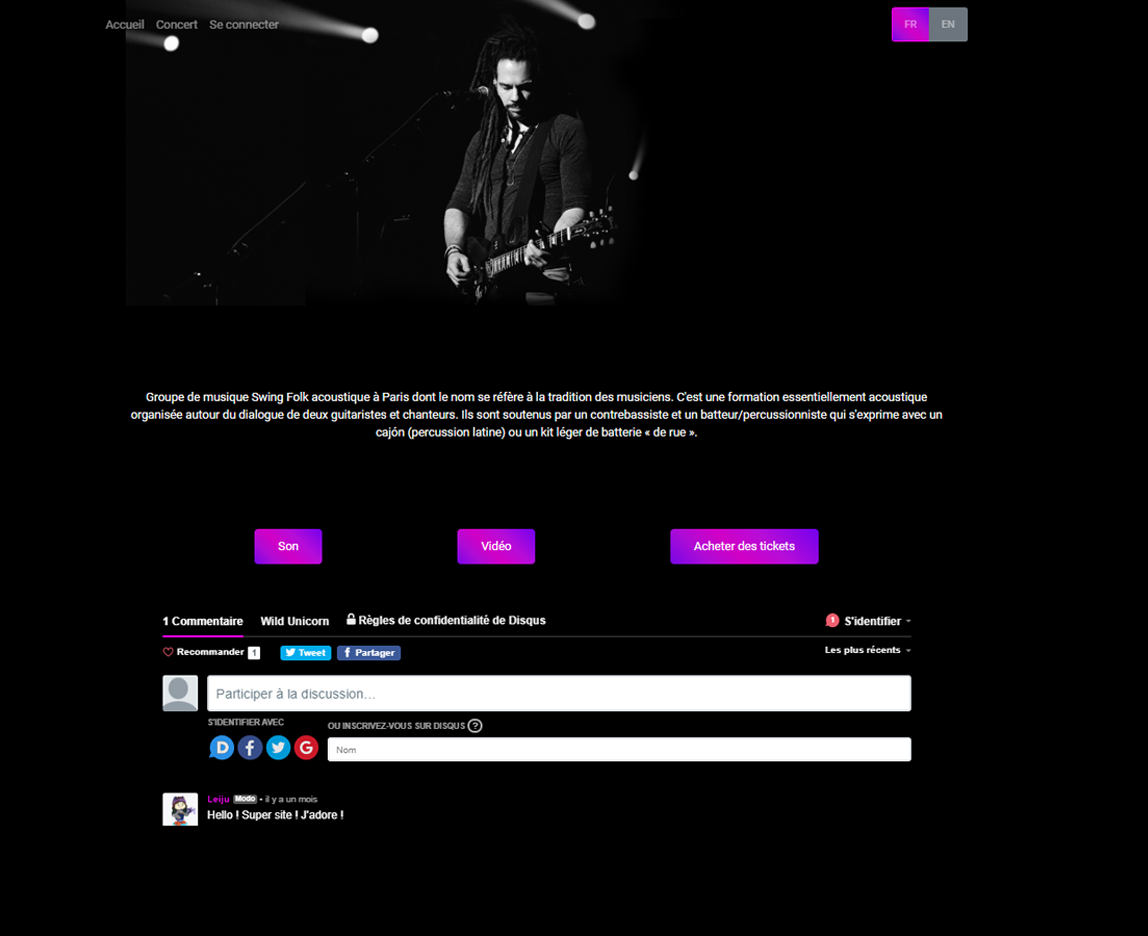 Accueil Concert Se connecter
FR EN
Groupe de musique Swing Folk acoustique à Paris dont le nom se réfère à la tradition des musiciens. C'est une formation essentiellement acoustique
organisée autour du dialogue de deux guitaristes et chanteurs. Ils sont soutenus par un contrebassiste et un batteur/percussionniste qui s'exprime avec un
cajón (percussion latine) ou un kit léger de batterie « de rue ».
Son Vidéo Acheter des tickets
1 Commentaire Wild Unicorn Règles de confidentialité de Disqus 1 S'identifier
Recommander 1 Tweet f Partager Les plus récents
Participer à la discussion...
S'IDENTIFIER AVEC OU INSCRIVEZ-VOUS SUR DISQUS ?
D f G Nom
Leiju Modo • il y a un mois
Hello ! Super site ! J'adore !